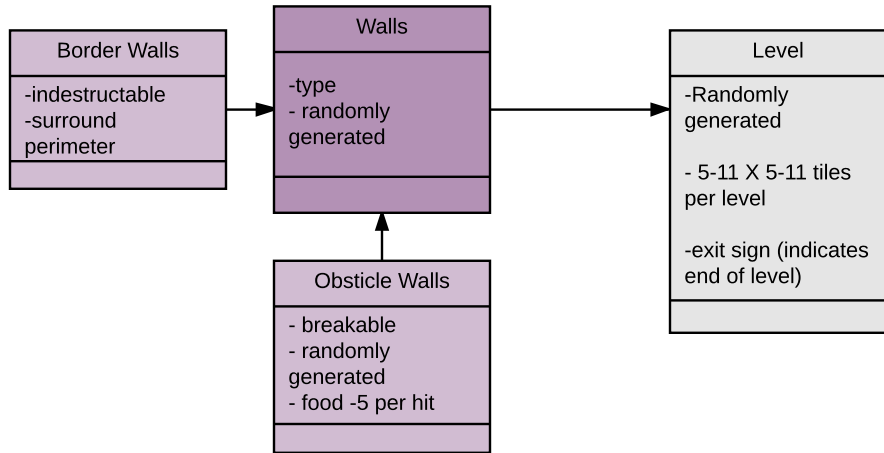 Border Walls
-indestructable
-surround
perimeter
Walls
-type
- randomly
generated
Obsticle Walls
- breakable
- randomly
generated
- food -5 per hit
Level
-Randomly
generated
- 5-11 X 5-11 tiles
per level
-exit sign (indicates
end of level)